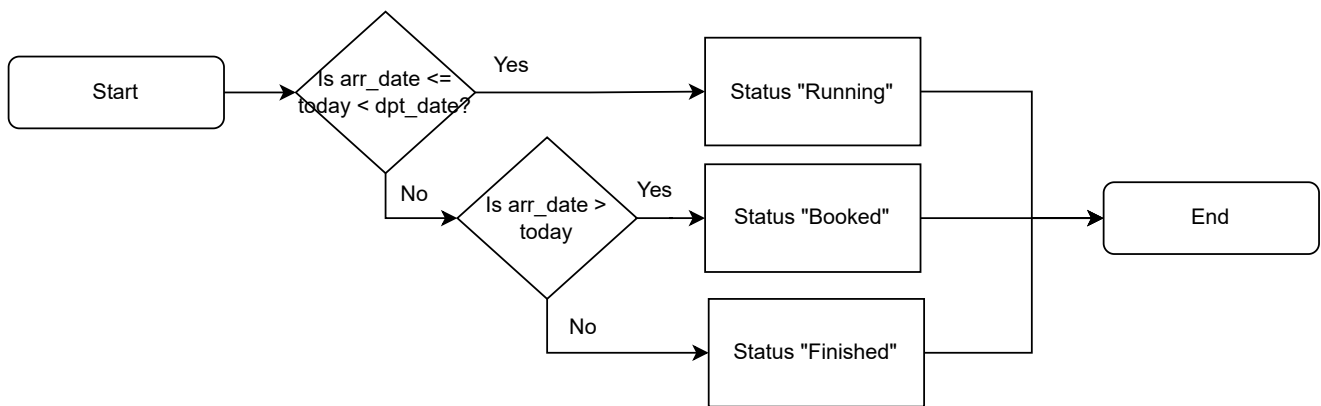 Start
Is arr_date <=
today < dpt_date?
Yes
Status "Running"
No
Is arr_date >
today
Yes
Status "Booked"
End
No
Status "Finished"